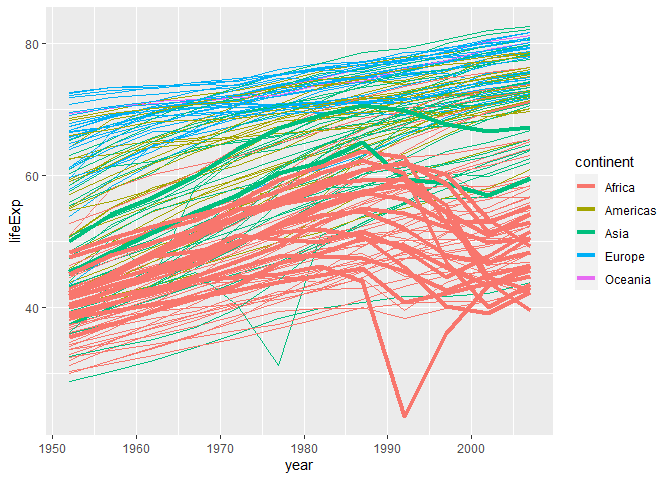 80
60
40
lifeExp
1950
1960
1970
1980
1990
2000
year
continent
Africa
Americas
Asia
Europe
Oceania